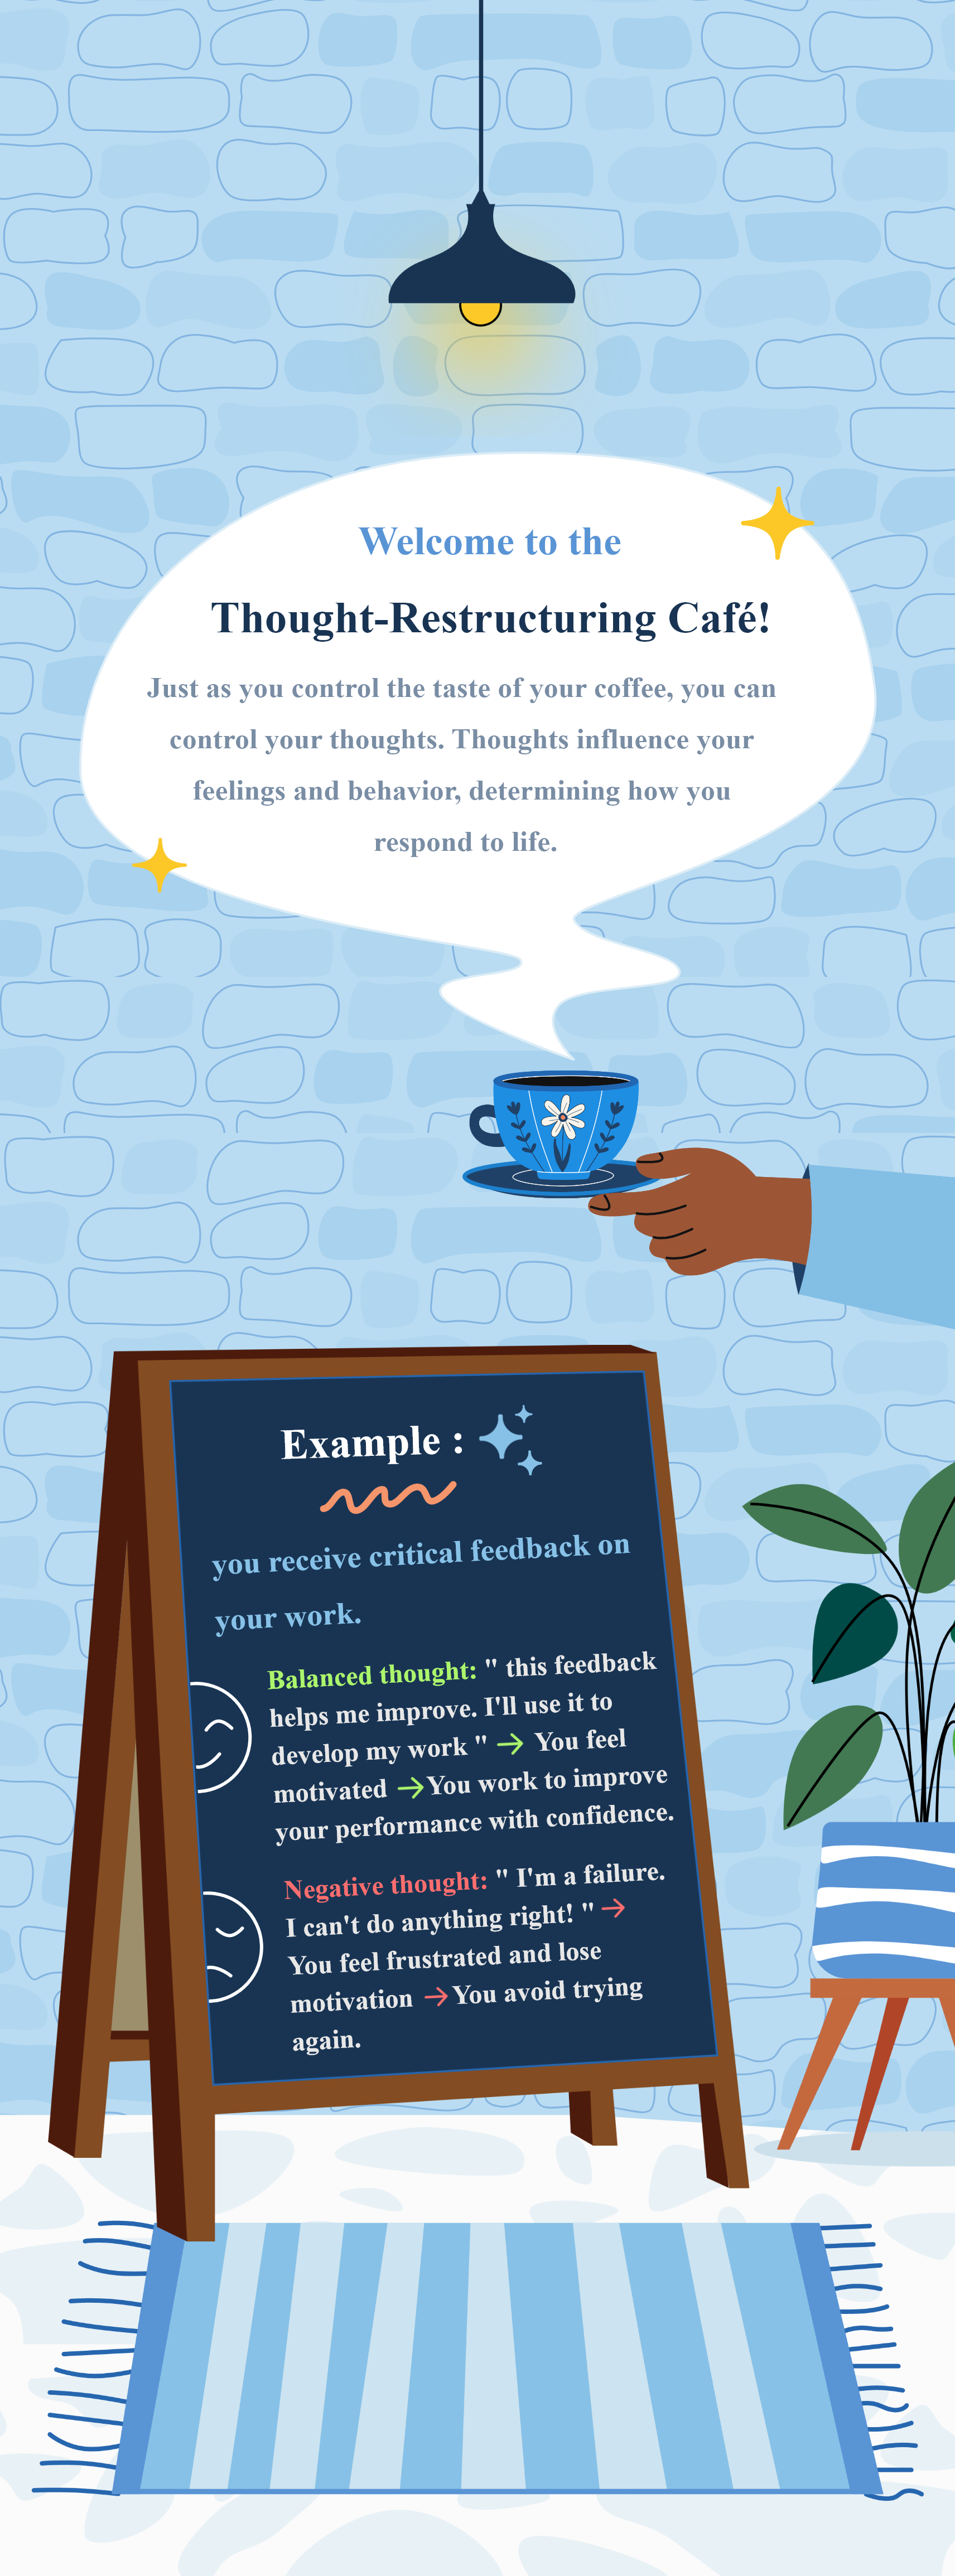 Welcome to the
Thought-Restructuring Café!
Just as you control the taste of your coffee, you can
control your thoughts. Thoughts influence your
feelings and behavior, determining how you
respond to life.
Example :
you receive critical feedback on
your work.
Balanced thought: " this feedback
helps me improve. I'll use it to
develop my work " → You feel
motivated → You work to improve
your performance with confidence.
Negative thought: " I'm a failure.
I can't do anything right! " →
You feel frustrated and lose
motivation → You avoid trying
again.